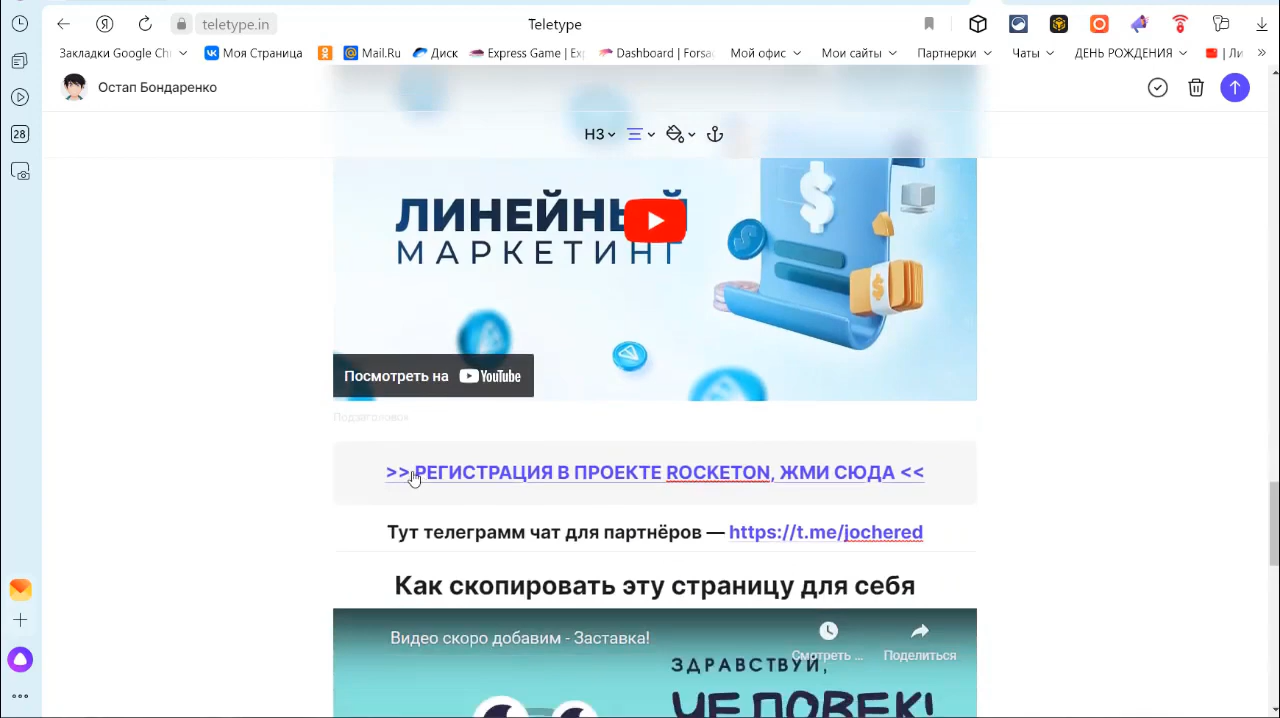 teletype.in
Teletype
Закладки Google Chr
Моя Страница
Mail.Ru
Диск
Express Game | Exp
Dashboard | Forsa
Мой офис
Мои сайты
Партнерки
Чаты
ДЕНЬ РОЖДЕНИЯ
| Ли
28
Остап Бондаренко
H3
ЛИНЕЙНЫЙ
МАРКЕТИНГ
Посмотреть на YouTube
Подзаголовок
>> РЕГИСТРАЦИЯ В ПРОЕКТЕ ROCKETON, ЖМИ СЮДА <<
Тут телеграмм чат для партнёров — https://t.me/jochered
Как скопировать эту страницу для себя
Видео скоро добавим - Заставка!
Смотреть ...
Поделиться
ЗДРАВСТВУЙ,
ЧЕЛОВЕК!